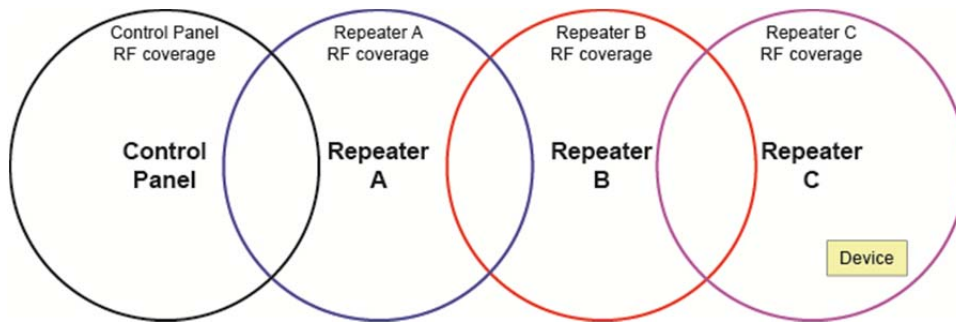 Control Panel
RF coverage
Repeater A
RF coverage
Repeater B
RF coverage
Repeater C
RF coverage
Control
Panel
Repeater
A
Repeater
B
Repeater
C
Device